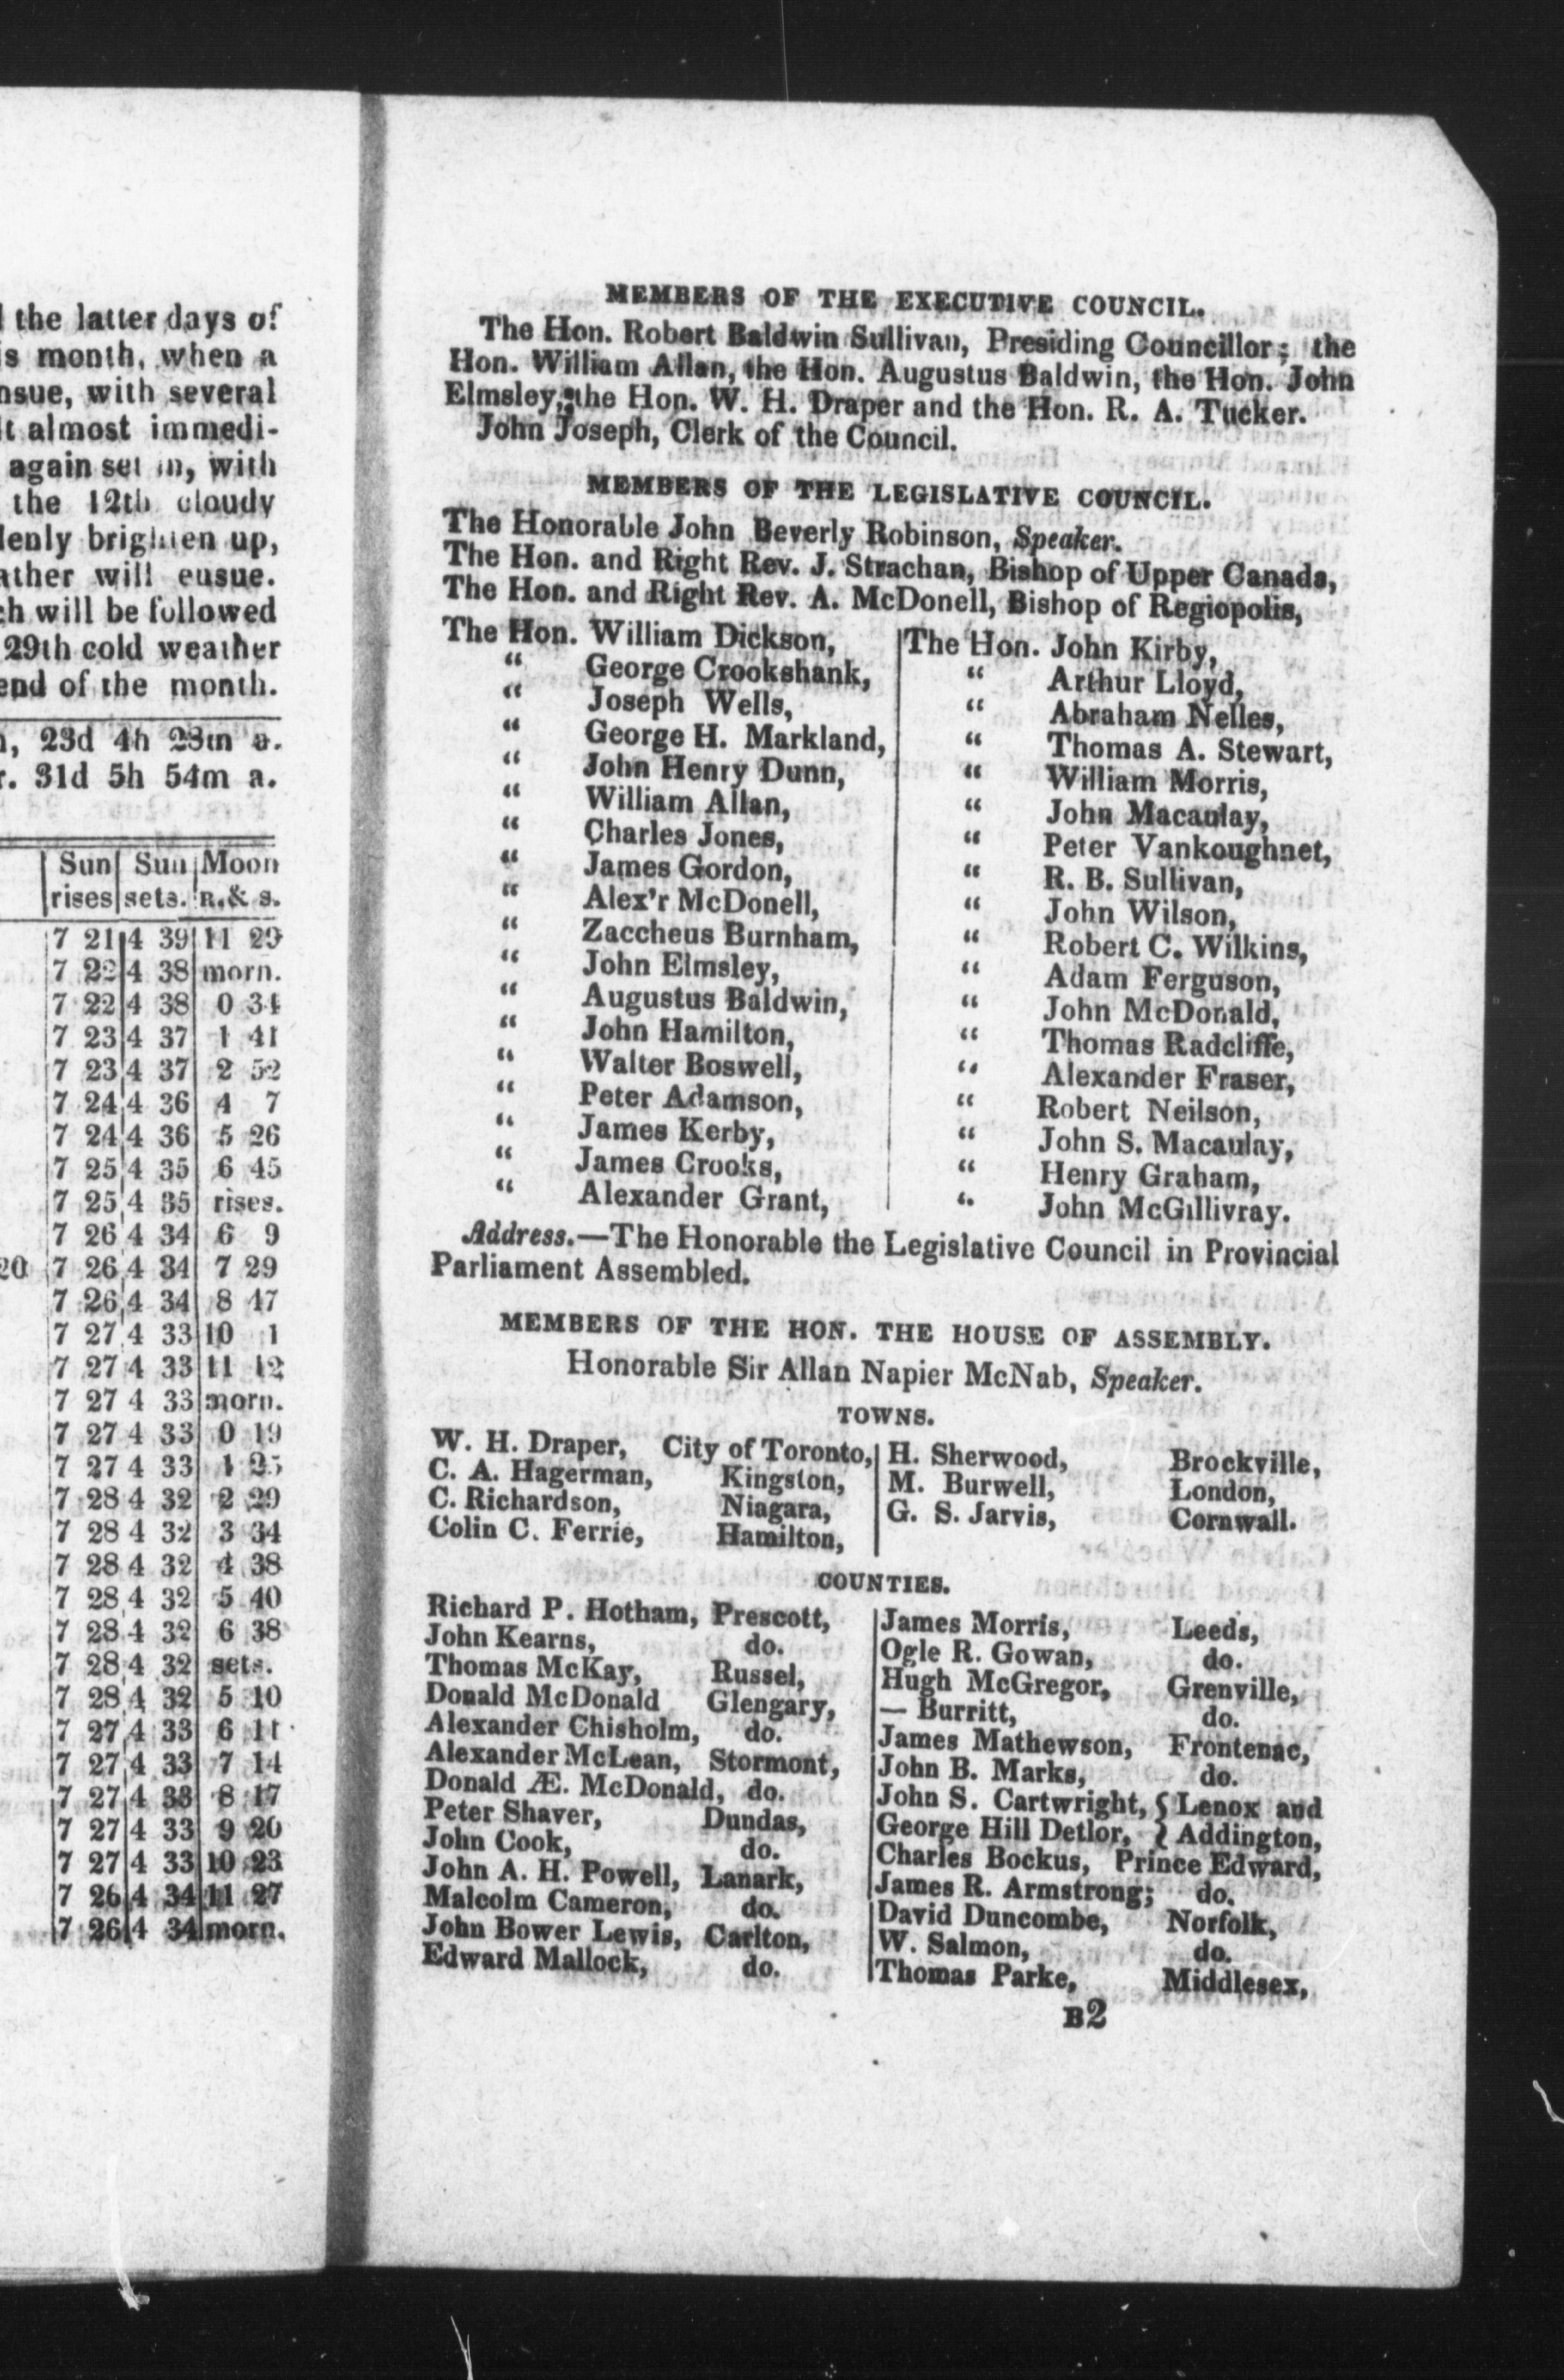 the latter days of
s month, when a
nsue, with several
lt almost immedi-
again set in, with
the 12th cloudy
lenly brighten up,
ather will eusue.
ch will be followed
29th cold weather
end of the month.
23d 4h 28m a.
r. 31d 5h 54m a.
Sun | Sun | Moon
rises | sets. | R. & s.
7 21 | 4 39 | 11 29
7 22 | 4 38 | morn.
7 22 | 4 38 | 0 34
7 23 | 4 37 | 1 41
7 23 | 4 37 | 2 52
7 24 | 4 36 | 4 7
7 24 | 4 36 | 5 26
7 25 | 4 35 | 6 45
7 25 | 4 35 | rises.
7 26 | 4 34 | 6 9
20 | 7 26 | 4 34 | 7 29
7 26 | 4 34 | 8 47
7 27 | 4 33 | 10 1
7 27 | 4 33 | 11 12
7 27 | 4 33 | morn.
7 27 | 4 33 | 0 19
7 27 | 4 33 | 1 25
7 28 | 4 32 | 2 29
7 28 | 4 32 | 3 34
7 28 | 4 32 | 4 38
7 28 | 4 32 | 5 40
7 28 | 4 32 | 6 38
7 28 | 4 32 | sets.
7 28 | 4 32 | 5 10
7 27 | 4 33 | 6 11
7 27 | 4 33 | 7 14
7 27 | 4 33 | 8 17
7 27 | 4 33 | 9 20
7 27 | 4 33 | 10 23
7 26 | 4 34 | 11 27
7 26 | 4 34 | morn.
MEMBERS OF THE EXECUTIVE COUNCIL.
The Hon. Robert Baldwin Sullivan, Presiding Councillor; the
Hon. William Allan, the Hon. Augustus Baldwin, the Hon. John
Elmsley, the Hon. W. H. Draper and the Hon. R. A. Tucker.
John Joseph, Clerk of the Council.
MEMBERS OF THE LEGISLATIVE COUNCIL.
The Honorable John Beverly Robinson, Speaker.
The Hon. and Right Rev. J. Strachan, Bishop of Upper Canada,
The Hon. and Right Rev. A. McDonell, Bishop of Regiopolis,
The Hon. William Dickson,
“ George Crookshank,
“ Joseph Wells,
“ George H. Markland,
“ John Henry Dunn,
“ William Allan,
“ Charles Jones,
“ James Gordon,
“ Alex'r McDonell,
“ Zaccheus Burnham,
“ John Elmsley,
“ Augustus Baldwin,
“ John Hamilton,
“ Walter Boswell,
“ Peter Adamson,
“ James Kerby,
“ James Crooks,
“ Alexander Grant,
The Hon. John Kirby,
“ Arthur Lloyd,
“ Abraham Nelles,
“ Thomas A. Stewart,
“ William Morris,
“ John Macaulay,
“ Peter Vankoughnet,
“ R. B. Sullivan,
“ John Wilson,
“ Robert C. Wilkins,
“ Adam Ferguson,
“ John McDonald,
“ Thomas Radcliffe,
“ Alexander Fraser,
“ Robert Neilson,
“ John S. Macaulay,
“ Henry Graham,
“ John McGillivray.
Address.—The Honorable the Legislative Council in Provincial
Parliament Assembled.
MEMBERS OF THE HON. THE HOUSE OF ASSEMBLY.
Honorable Sir Allan Napier McNab, Speaker.
TOWNS.
W. H. Draper, City of Toronto,
C. A. Hagerman, Kingston,
C. Richardson, Niagara,
Colin C. Ferrie, Hamilton,
H. Sherwood, Brockville,
M. Burwell, London,
G. S. Jarvis, Cornwall.
COUNTIES.
Richard P. Hotham, Prescott,
John Kearns, do.
Thomas McKay, Russel,
Donald McDonald Glengary,
Alexander Chisholm, do.
Alexander McLean, Stormont,
Donald Æ. McDonald, do.
Peter Shaver, Dundas,
John Cook, do.
John A. H. Powell, Lanark,
Malcolm Cameron, do.
John Bower Lewis, Carlton,
Edward Mallock, do.
James Morris, Leeds,
Ogle R. Gowan, do.
Hugh McGregor, Grenville,
— Burritt, do.
James Mathewson, Frontenac,
John B. Marks, do.
John S. Cartwright, { Lenox and
George Hill Detlor, { Addington,
Charles Bockus, Prince Edward,
James R. Armstrong; do.
David Duncombe, Norfolk,
W. Salmon, do.
Thomas Parke, Middlesex,
B2